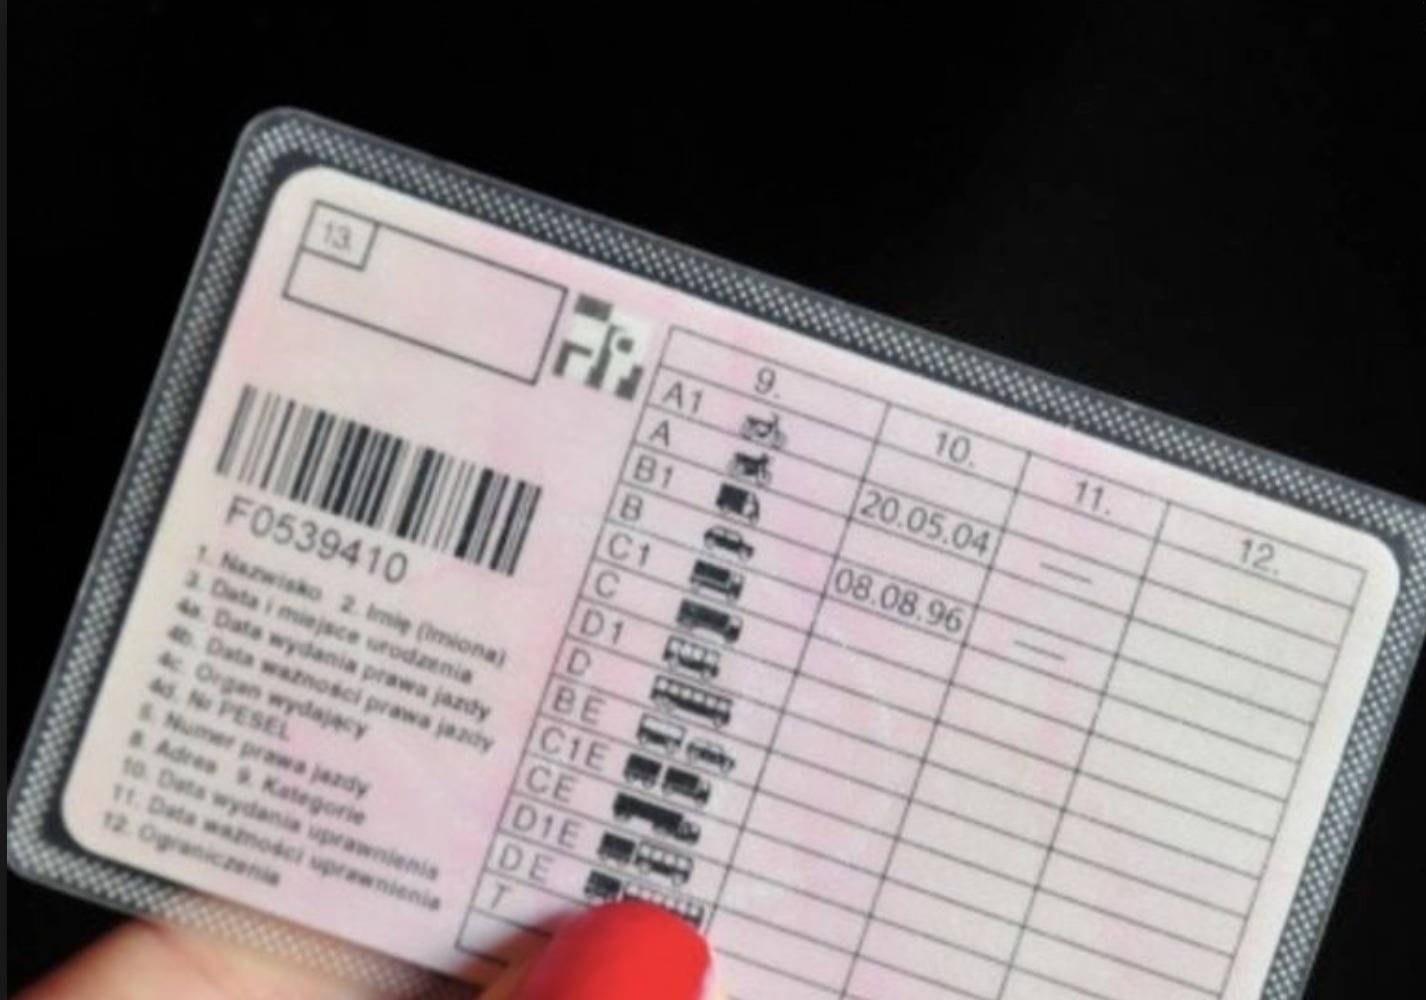 13.
F0539410
1. Nazwisko 2. Imię (Imiona)
3. Data i miejsce urodzenia
4a. Data wydania prawa jazdy
4b. Data ważności prawa jazdy
4c. Organ wydający
4d. Nr PESEL
5. Numer prawa jazdy
8. Adres 9. Kategorie
10. Data wydania uprawnienia
11. Data ważności uprawnienia
12. Ograniczenia
9. 10. 11. 12.
A1
A 20.05.04 —
B1
B 08.08.96 —
C1
C
D1
D
BE
C1E
CE
D1E
DE
T